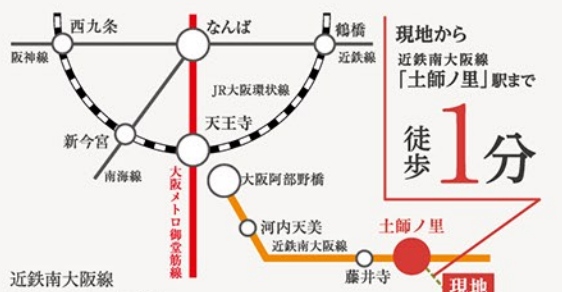 西九条
なんば
鶴橋
阪神線
近鉄線
JR大阪環状線
新今宮
天王寺
南海線
大阪メトロ御堂筋線
大阪阿部野橋
河内天美
近鉄南大阪線
土師ノ里
藤井寺
現地
現地から
近鉄南大阪線
「土師ノ里」駅まで
徒歩1分
近鉄南大阪線